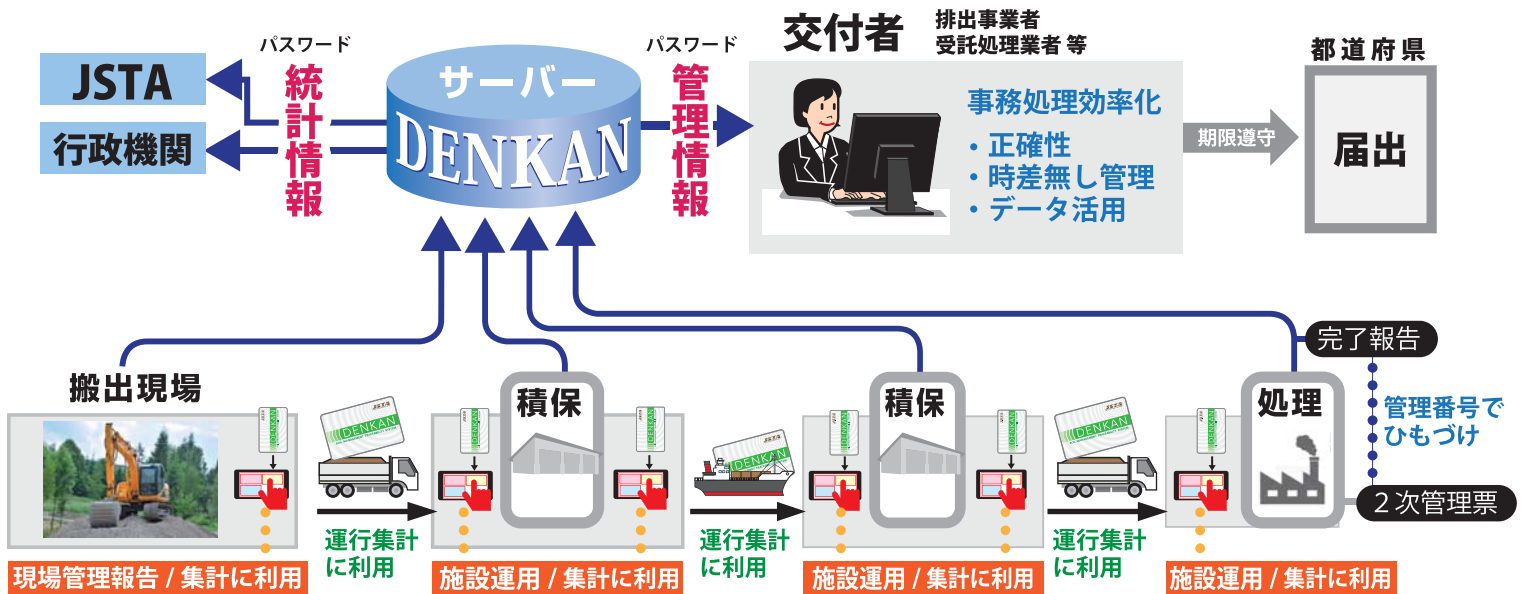 パスワード
統計情報
JSTA
行政機関
サーバー
DENKAN
パスワード
管理情報
交付者
排出事業者
受託処理業者 等
事務処理効率化
・正確性
・時差無し管理
・データ活用
期限遵守
都道府県
届出
搬出現場
積保
積保
処理
完了報告
管理番号で
ひもづけ
2次管理票
JSTA
DENKAN
JSTA
DENKAN
JSTA
DENKAN
運行集計
に利用
運行集計
に利用
運行集計
に利用
現場管理報告 / 集計に利用
施設運用 / 集計に利用
施設運用 / 集計に利用
施設運用 / 集計に利用